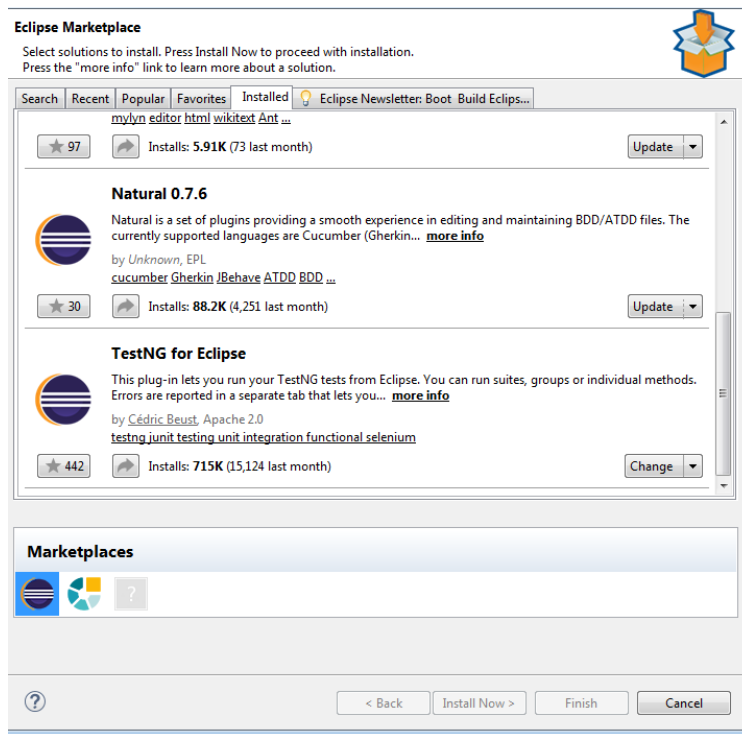 Eclipse Marketplace
Select solutions to install. Press Install Now to proceed with installation.
Press the "more info" link to learn more about a solution.
Search Recent Popular Favorites Installed Eclipse Newsletter: Boot Build Eclips...
mylyn editor html wikitext Ant ...
97 Installs: 5.91K (73 last month) Update
Natural 0.7.6
Natural is a set of plugins providing a smooth experience in editing and maintaining BDD/ATDD files. The
currently supported languages are Cucumber (Gherkin... more info
by Unknown, EPL
cucumber Gherkin JBehave ATDD BDD ...
30 Installs: 88.2K (4,251 last month) Update
TestNG for Eclipse
This plug-in lets you run your TestNG tests from Eclipse. You can run suites, groups or individual methods.
Errors are reported in a separate tab that lets you... more info
by Cédric Beust, Apache 2.0
testng junit testing unit integration functional selenium
442 Installs: 715K (15,124 last month) Change
Marketplaces
?
? < Back Install Now > Finish Cancel